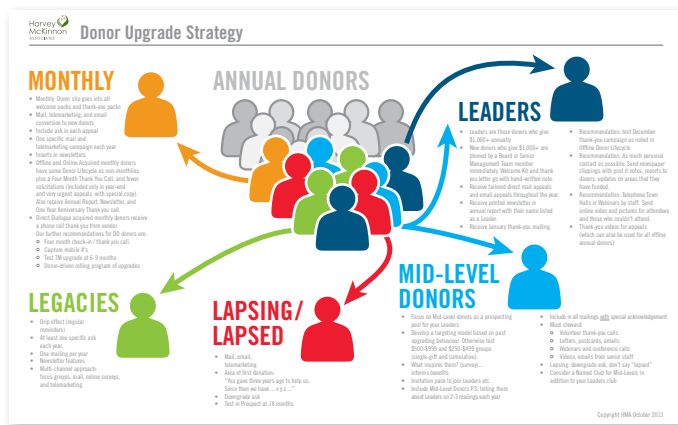 Harvey
McKinnon
ASSOCIATES
Donor Upgrade Strategy
MONTHLY
• Monthly Donor slip goes into all
welcome packs and thank-you packs
• Mail, telemarketing, and email
conversion to new donors
• Include ask in each appeal
• One specific mail and
telemarketing campaign each year
• Inserts in newsletters
• Offline and Online Acquired monthly donors
have same Donor Lifecycle as non-monthlies,
plus a Four Month Thank You Call, and fewer
solicitations (included only in year-end
and very urgent appeals, with special copy).
Also receive Annual Report, Newsletter, and
One Year Anniversary Thank you call.
• Direct Dialogue acquired monthly donors receive
a phone call thank you from vendor.
Our further recommendations for DD donors are:
Four month check-in / thank you call.
Capture mobile #'s
Test TM upgrade at 6-9 months
Donor-driven rolling program of upgrades
ANNUAL DONORS
LEADERS
• Leaders are those donors who give
$1,000+ annually
• New donors who give $1,000+ are
phoned by a Board or Senior
Management Team member
immediately. Welcome Kit and thank
you letter go with hand-written note.
• Receive tailored direct mail appeals
and email appeals throughout the year.
• Receive printed newsletter or
annual report with their name listed
as a Leader.
• Receive January thank-you mailing.
• Recommendation: test December
thank-you campaign as noted in
Offline Donor Lifecycle
• Recommendation: As much personal
contact as possible. Send newspaper
clippings with post it notes, reports to
donors, updates on areas that they
have funded.
• Recommendation: Telephone Town
Halls or Webinars by staff. Send
online video and pictures for attendees
and those who couldn't attend.
• Thank-you videos for appeals
(which can also be used for all offline
annual donors)
LEGACIES
• Drip effect (regular
reminders)
• At least one specific ask
each year.
• One mailing per year
• Newsletter features
• Multi-channel approach:
focus groups, mail, online surveys,
and telemarketing
LAPSING/
LAPSED
• Mail, email,
telemarketing
• Area of first donation:
"You gave three years ago to help us.
Since then we have ... x y z ..."
• Downgrade ask
• Test in Prospect at 18 months.
MID-LEVEL
DONORS
• Focus on Mid-Level donors as a prospecting
pool for your Leaders
• Develop a targeting model based on past
upgrading behaviour. Otherwise test
$500-$999 and $250-$499 groups
(single-gift and cumulative).
• What inspires them? (survey)...
informs benefits
• Invitation pack to join Leaders etc.
• Include Mid-Level Donors P.S. telling them
about Leaders on 2-3 mailings each year
• Include in all mailings with special acknowledgement
• Must steward:
Volunteer thank-you calls
Letters, postcards, emails
Webinars and conference calls
Videos, emails from senior staff
• Lapsing: downgrade ask, don't say "lapsed"
• Consider a Named Club for Mid-Levels in
addition to your Leaders club
Copyright HMA October 2013